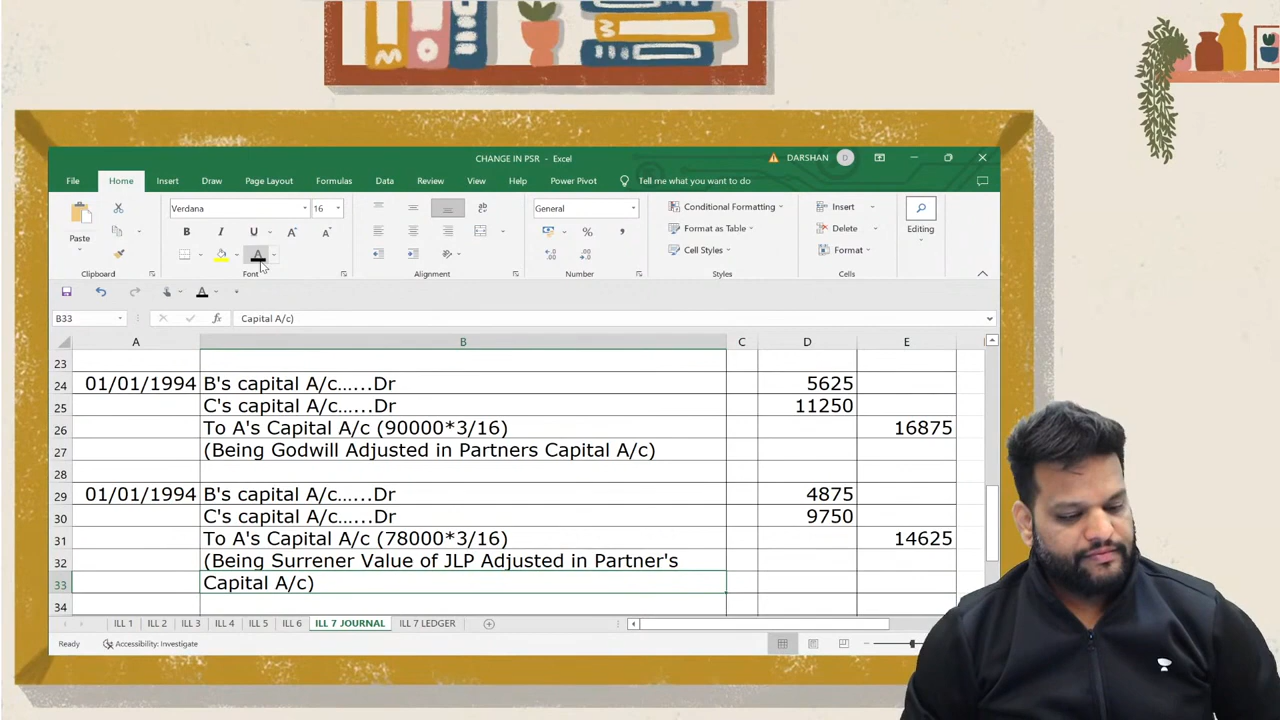 CHANGE IN PSR - Excel
DARSHAN
D
File Home Insert Draw Page Layout Formulas Data Review View Help Power Pivot Tell me what you want to do
Verdana 16 General Conditional Formatting Insert
Paste B I U A A ab % , Format as Table Delete Editing
A Cell Styles Format
Clipboard Font Alignment Number Styles Cells
A
B33 fx Capital A/c)
A B C D E
23
24 01/01/1994 B's capital A/c......Dr 5625
25 C's capital A/c......Dr 11250
26 To A's Capital A/c (90000*3/16) 16875
27 (Being Godwill Adjusted in Partners Capital A/c)
28
29 01/01/1994 B's capital A/c......Dr 4875
30 C's capital A/c......Dr 9750
31 To A's Capital A/c (78000*3/16) 14625
32 (Being Surrener Value of JLP Adjusted in Partner's
33 Capital A/c)
34
ILL 1 ILL 2 ILL 3 ILL 4 ILL 5 ILL 6 ILL 7 JOURNAL ILL 7 LEDGER
Ready Accessibility: Investigate